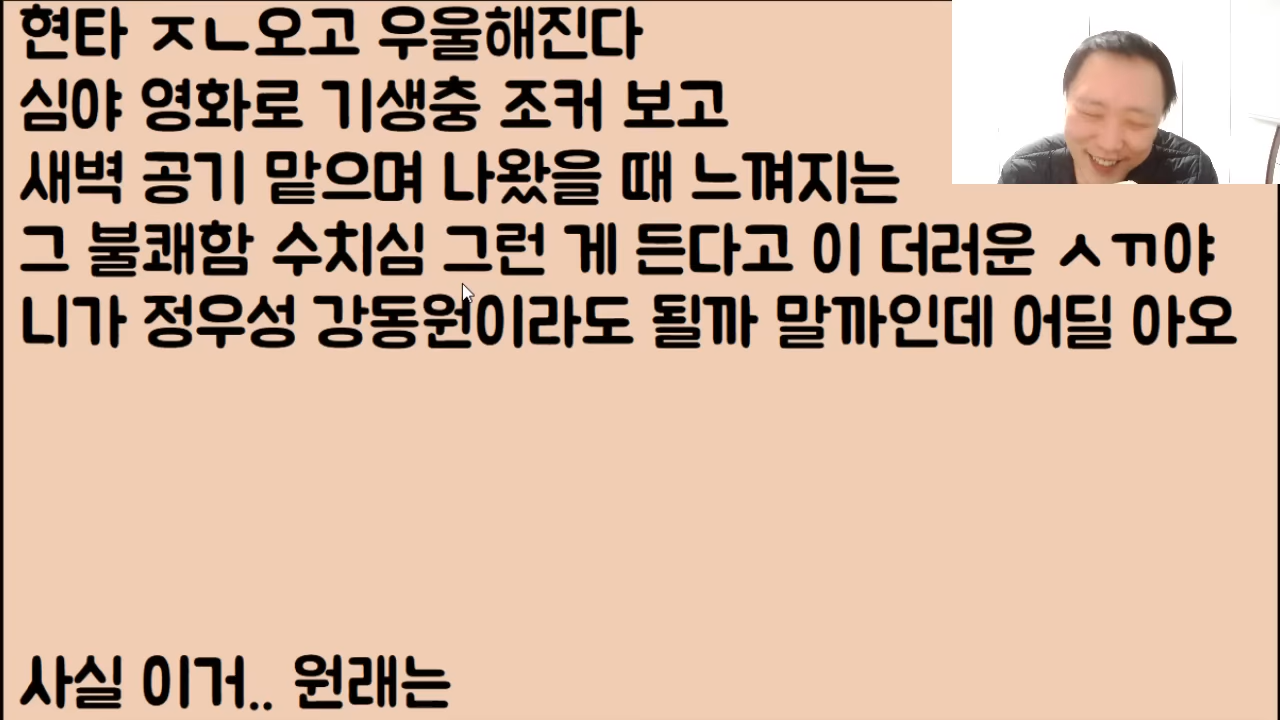 현타 ㅈㄴ오고 우울해진다
심야 영화로 기생충 조커 보고
새벽 공기 맡으며 나왔을 때 느껴지는
그 불쾌함 수치심 그런 게 든다고 이 더러운 ㅅㄲ야
니가 정우성 강동원이라도 될까 말까인데 어딜 아오
사실 이거.. 원래는